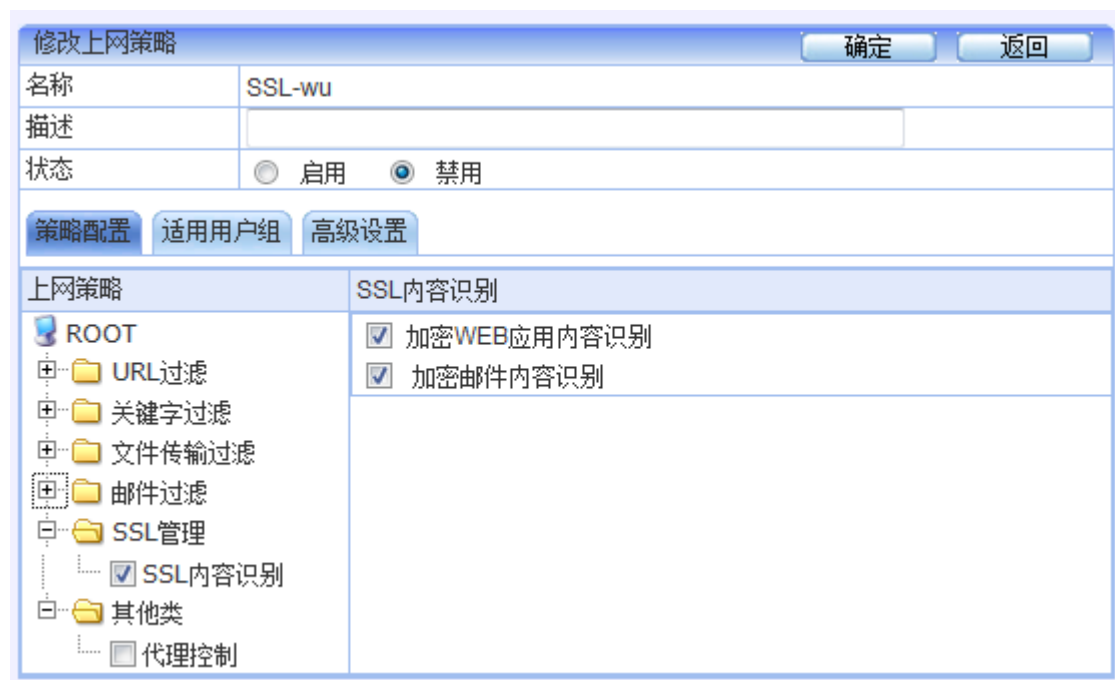 修改上网策略 确定 返回
名称 SSL-wu
描述
状态 启用 禁用
策略配置 适用用户组 高级设置
上网策略 SSL内容识别
ROOT 加密WEB应用内容识别
URL过滤 加密邮件内容识别
关键字过滤
文件传输过滤
邮件过滤
SSL管理
SSL内容识别
其他类
代理控制